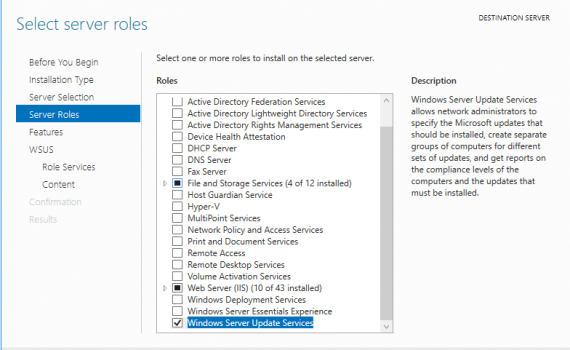 Select server roles
DESTINATION SERVER
Before You Begin
Installation Type
Server Selection
Server Roles
Features
WSUS
Role Services
Content
Confirmation
Results
Select one or more roles to install on the selected server.
Roles
Active Directory Federation Services
Active Directory Lightweight Directory Services
Active Directory Rights Management Services
Device Health Attestation
DHCP Server
DNS Server
Fax Server
File and Storage Services (4 of 12 installed)
Host Guardian Service
Hyper-V
MultiPoint Services
Network Policy and Access Services
Print and Document Services
Remote Access
Remote Desktop Services
Volume Activation Services
Web Server (IIS) (10 of 43 installed)
Windows Deployment Services
Windows Server Essentials Experience
Windows Server Update Services
Description
Windows Server Update Services
allows network administrators to
specify the Microsoft updates that
should be installed, create separate
groups of computers for different
sets of updates, and get reports on
the compliance levels of the
computers and the updates that
must be installed.